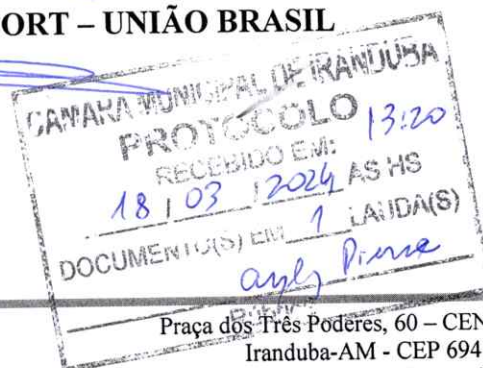 ORT – UNIÃO BRASIL
CAMARA MUNICIPAL DE IRANDUBA
PROTOCOLO 13:20
RECEBIDO EM:
18 / 03 / 2024 AS HS
DOCUMENTO(S) EM 1 LAUDA(S)
Praça dos Três Poderes, 60 – CEN
Iranduba-AM - CEP 694